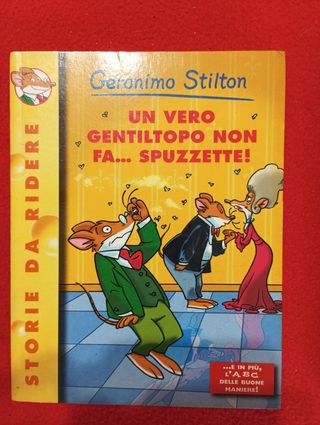 Geronimo Stilton
UN VERO
GENTILTOPO NON
FA... SPUZZETTE!
STORIE DA RIDERE
...E IN PIÙ,
L'ABC
DELLE BUONE
MANIERE!